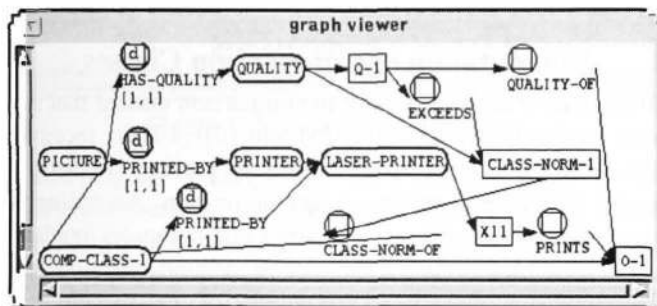 graph viewer
d
HAS-QUALITY
[1,1]
QUALITY
Q-1
QUALITY-OF
EXCEEDS
PICTURE
d
PRINTED-BY
[1,1]
PRINTER
LASER-PRINTER
CLASS-NORM-1
d
PRINTED-BY
[1,1]
CLASS-NORM-OF
X11
PRINTS
COMP-CLASS-1
O-1